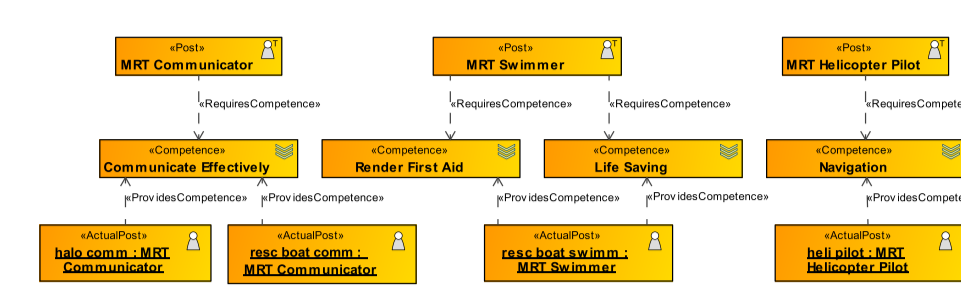 «Post»
MRT Communicator
T
«Post»
MRT Swimmer
T
«Post»
MRT Helicopter Pilot
T
«RequiresCompetence»
«RequiresCompetence»
«RequiresCompetence»
«RequiresCompete
«Competence»
Communicate Effectively
«Competence»
Render First Aid
«Competence»
Life Saving
«Competence»
Navigation
«ProvidesCompetence»
«ProvidesCompetence»
«ProvidesCompetence»
«ProvidesCompetence»
«ProvidesCompete
«ActualPost»
halo comm : MRT
Communicator
«ActualPost»
resc boat comm :
MRT Communicator
«ActualPost»
resc boat swimm :
MRT Swimmer
«ActualPost»
heli pilot : MRT
Helicopter Pilot